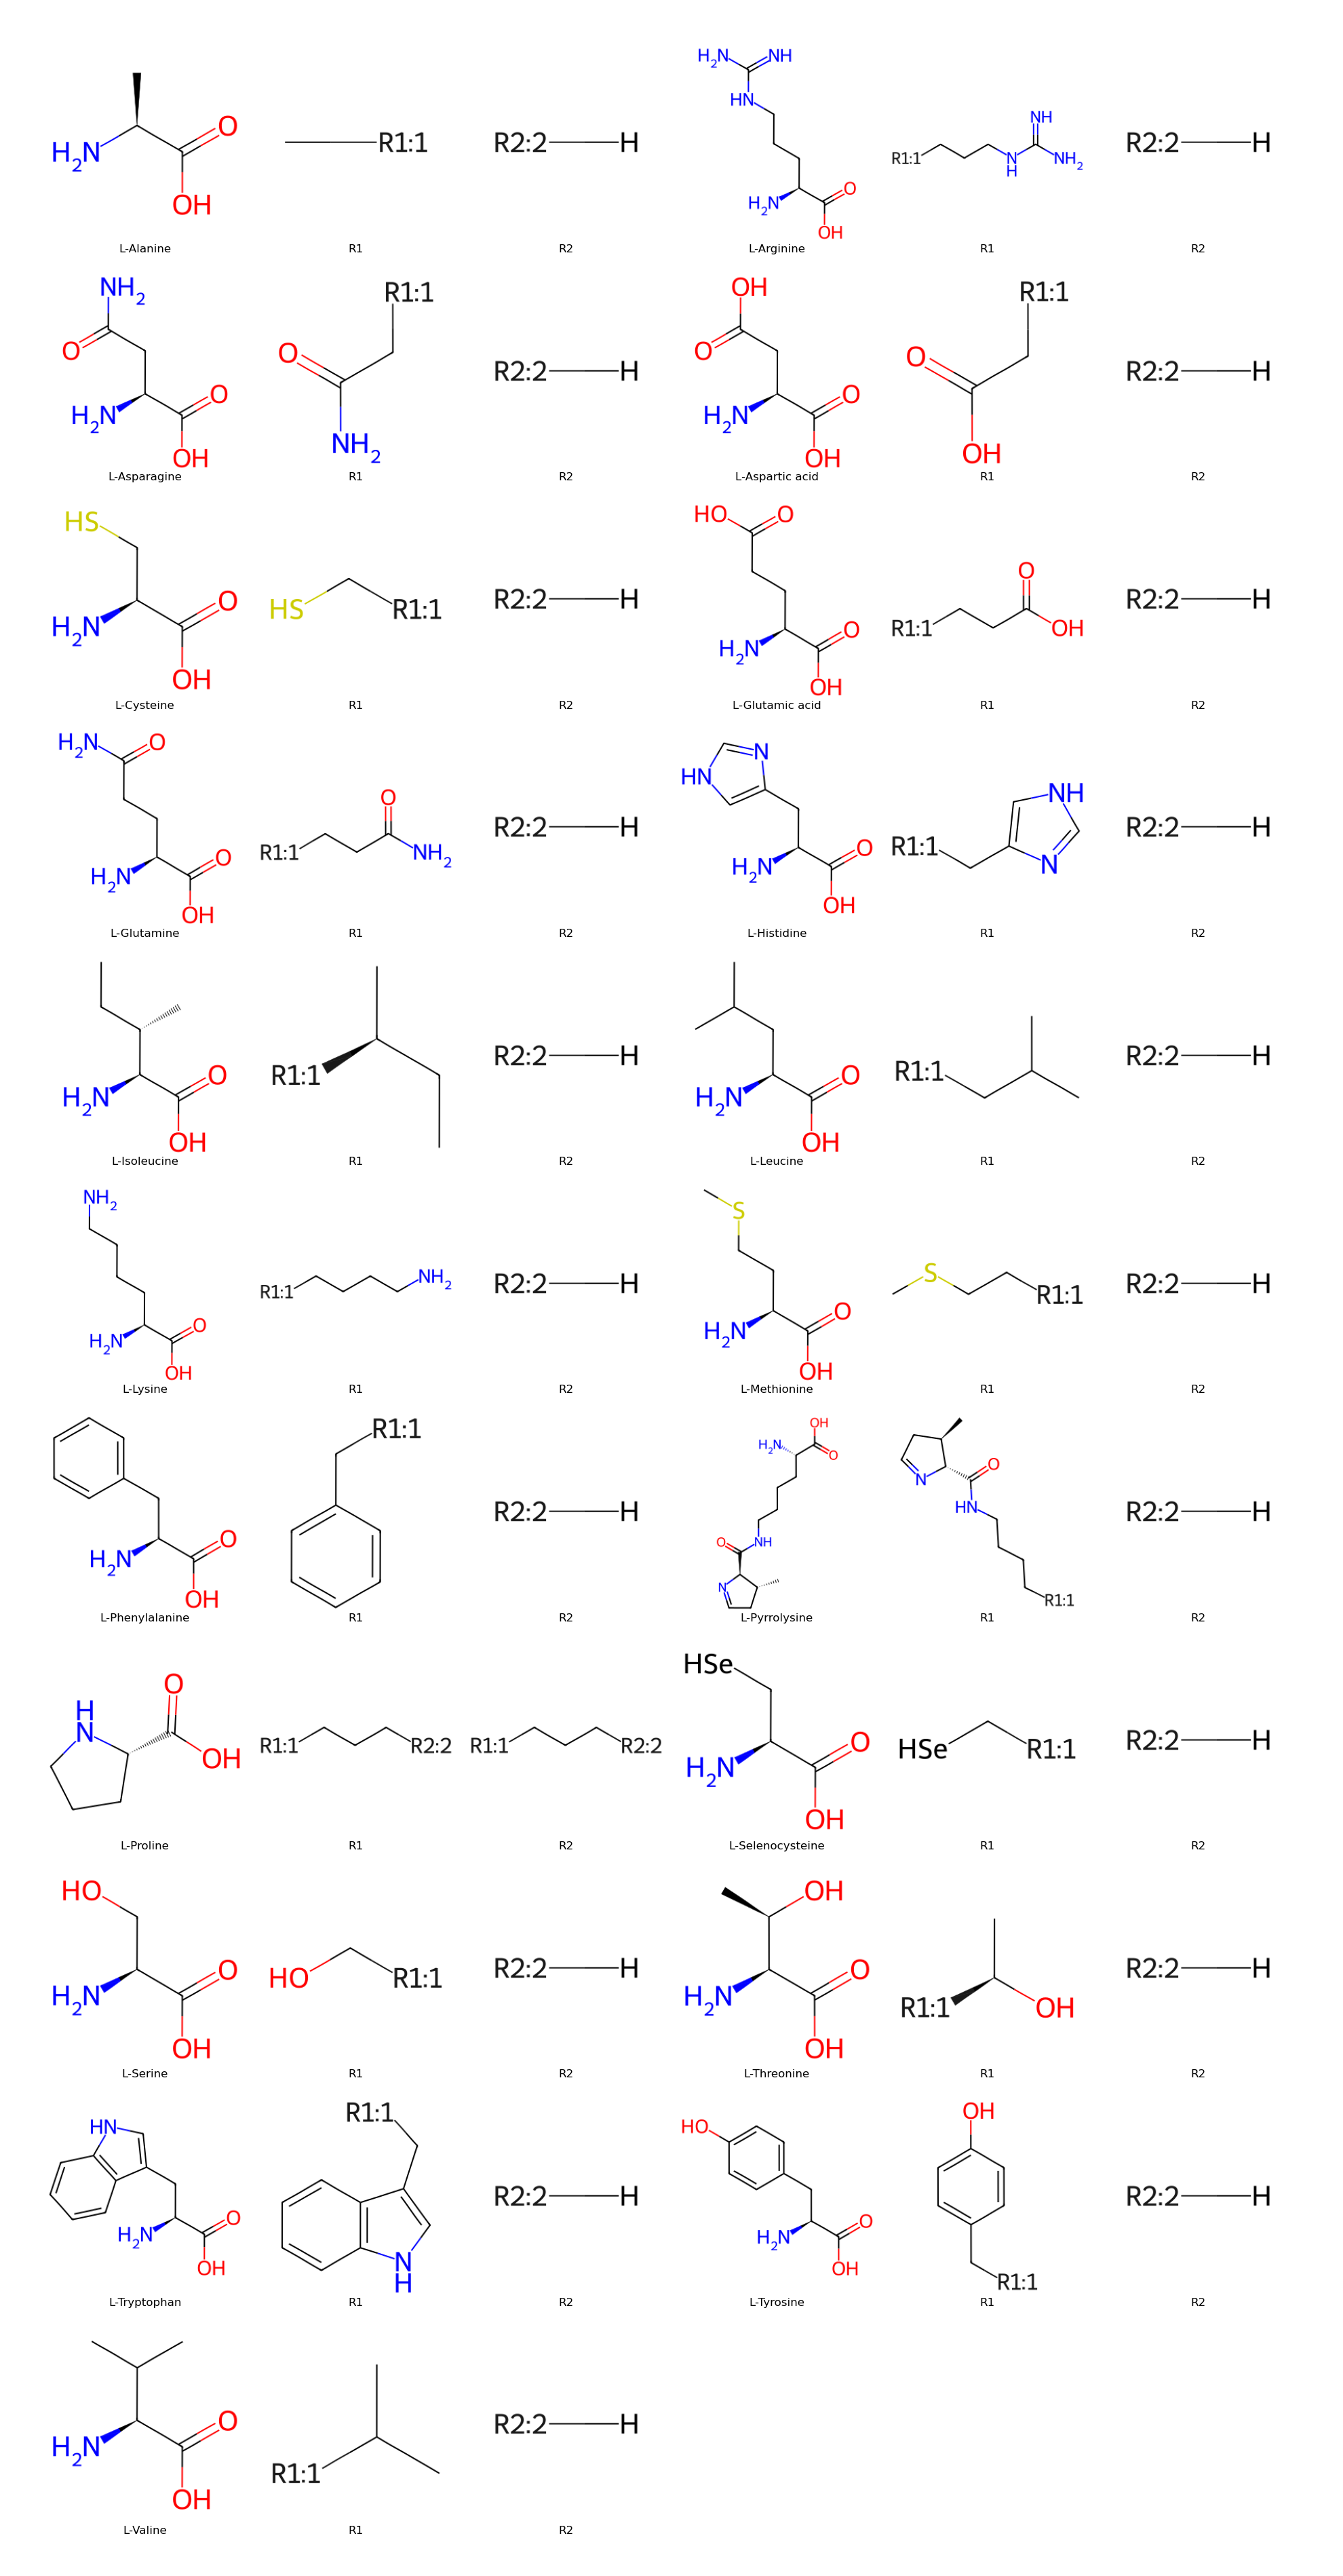 H2N O OH R1:1 R2:2 H H2N NH HN H2N O OH R1:1 NH N H NH2 R2:2 H
L-Alanine R1 R2 L-Arginine R1 R2
NH2 O H2N O OH R1:1 O NH2 R2:2 H OH O H2N O OH R1:1 O OH R2:2 H
L-Asparagine R1 R2 L-Aspartic acid R1 R2
HS H2N O OH HS R1:1 R2:2 H HO O H2N O OH R1:1 O OH R2:2 H
L-Cysteine R1 R2 L-Glutamic acid R1 R2
H2N O H2N O OH R1:1 O NH2 R2:2 H HN N H2N O OH R1:1 NH N R2:2 H
L-Glutamine R1 R2 L-Histidine R1 R2
H2N O OH R1:1 R2:2 H H2N O OH R1:1 R2:2 H
L-Isoleucine R1 R2 L-Leucine R1 R2
NH2 H2N O OH R1:1 NH2 R2:2 H S H2N O OH S R1:1 R2:2 H
L-Lysine R1 R2 L-Methionine R1 R2
H2N O OH R1:1 R2:2 H H2N OH O O NH N N O HN R1:1 R2:2 H
L-Phenylalanine R1 R2 L-Pyrrolysine R1 R2
H N O OH R1:1 R2:2 R1:1 R2:2 HSe H2N O OH HSe R1:1 R2:2 H
L-Proline R1 R2 L-Selenocysteine R1 R2
HO H2N O OH HO R1:1 R2:2 H OH H2N O OH R1:1 OH R2:2 H
L-Serine R1 R2 L-Threonine R1 R2
HN H2N O OH R1:1 N H R2:2 H HO H2N O OH OH R1:1 R2:2 H
L-Tryptophan R1 R2 L-Tyrosine R1 R2
H2N O OH R1:1 R2:2 H
L-Valine R1 R2